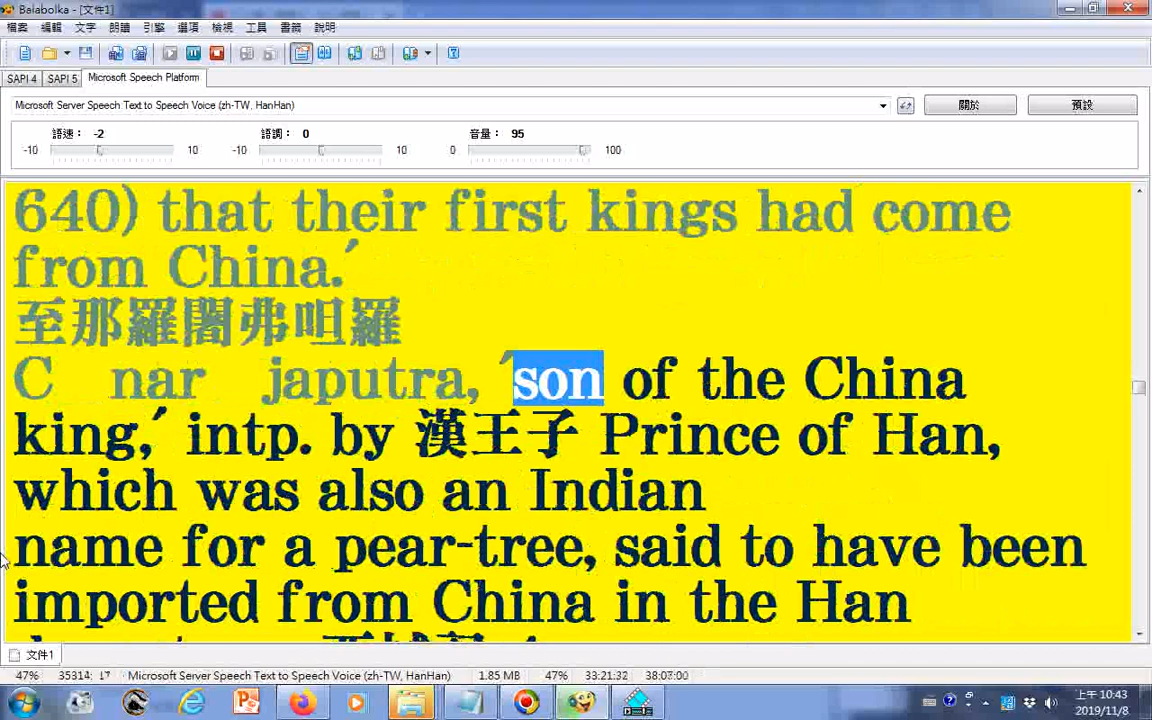 Balabolka - [文件1]
檔案 編輯 文字 朗讀 引擎 選項 檢視 工具 書籤 說明
SAPI 4 SAPI 5 Microsoft Speech Platform
Microsoft Server Speech Text to Speech Voice (zh-TW, HanHan) 關於 預設
語速： -2 語調： 0 音量： 95
-10 10 -10 10 0 100
640) that their first kings had come
from China.′
至那羅闍弗呾羅
C nar japutra, ′son of the China
king,′ intp. by 漢王子 Prince of Han,
which was also an Indian
name for a pear-tree, said to have been
imported from China in the Han
文件1
47% 35314: 17 Microsoft Server Speech Text to Speech Voice (zh-TW, HanHan) 1.85 MB 47% 33:21:32 38:07:00
上午 10:43
2019/11/8